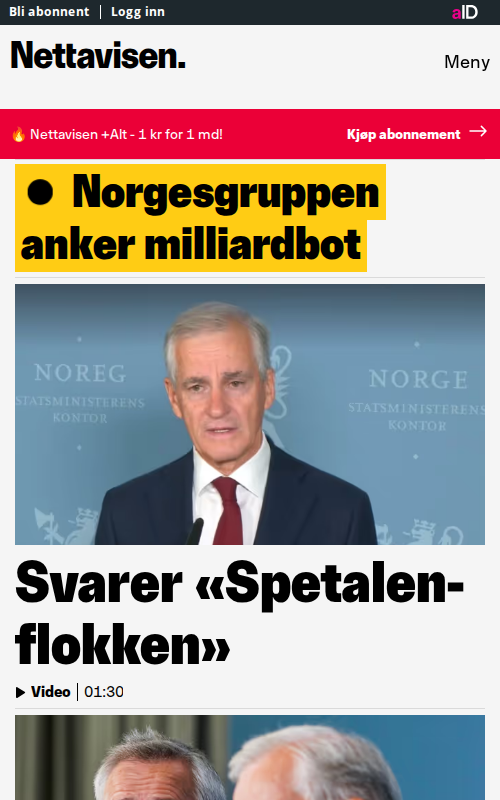 Bli abonnent | Logg inn
aID
Nettavisen.
Meny
🔥 Nettavisen +Alt - 1 kr for 1 md!
Kjøp abonnement →
● Norgesgruppen
anker milliardbot
NOREG
STATSMINISTERENS
KONTOR
NORGE
STATSMINISTERENS
KONTOR
Svarer «Spetalen-
flokken»
Video | 01:30